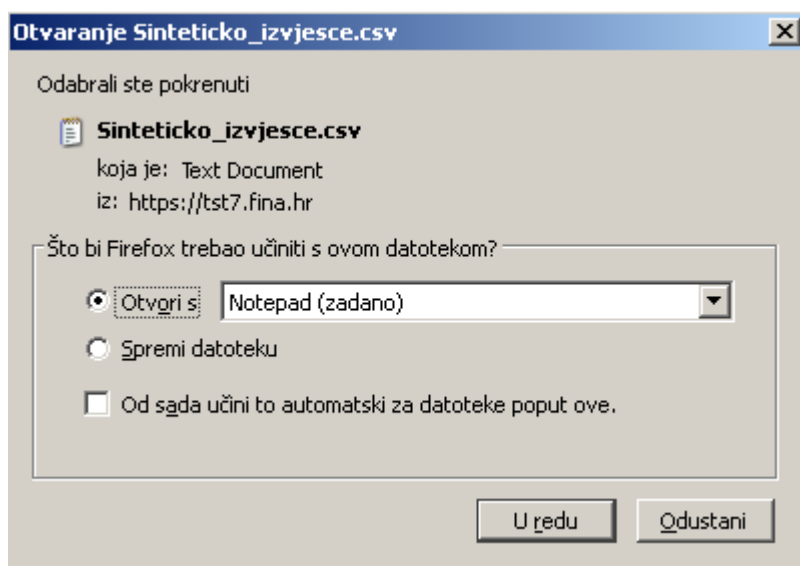 Otvaranje Sinteticko_izvjesce.csv
Odabrali ste pokrenuti
Sinteticko_izvjesce.csv
koja je: Text Document
iz: https://tst7.fina.hr
Što bi Firefox trebao učiniti s ovom datotekom?
Otvori s Notepad (zadano)
Spremi datoteku
Od sada učini to automatski za datoteke poput ove.
U redu Odustani